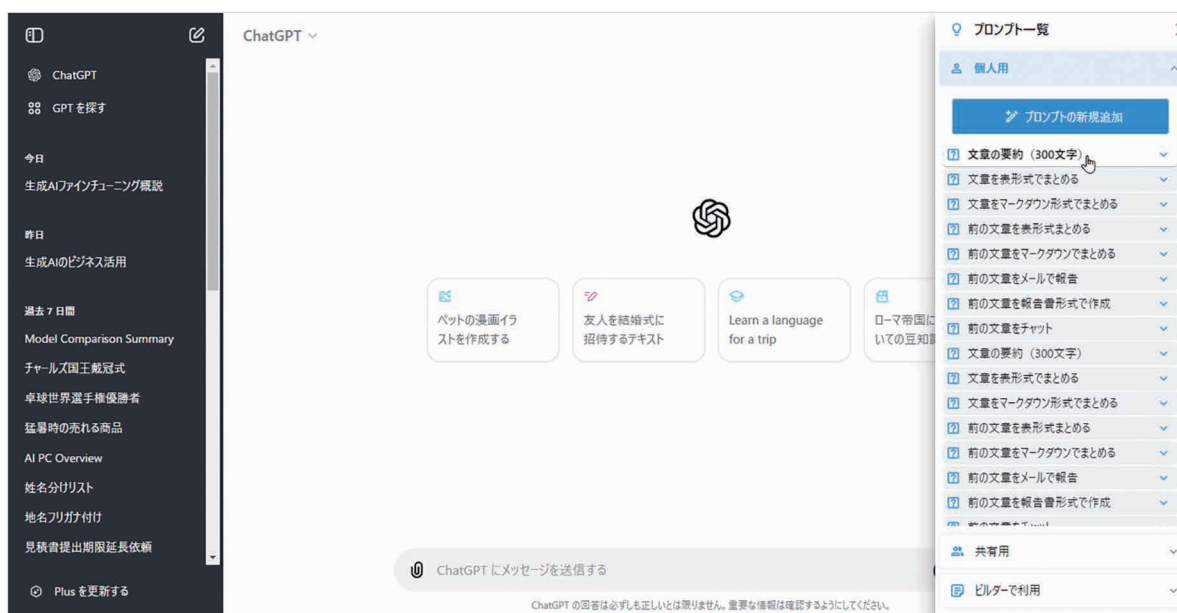 ChatGPT
GPT を探す
今日
生成AIファインチューニング概説
昨日
生成AIのビジネス活用
過去 7 日間
Model Comparison Summary
チャールズ国王戴冠式
卓球世界選手権優勝者
猛暑時の売れる商品
AI PC Overview
姓名分けリスト
地名フリガナ付け
見積書提出期限延長依頼
Plus を更新する
ChatGPT
ペットの漫画イラ
ストを作成する
友人を結婚式に
招待するテキスト
Learn a language
for a trip
ローマ帝国に
いての豆知
ChatGPT にメッセージを送信する
ChatGPT の回答は必ずしも正しいとは限りません。重要な情報は確認するようにしてください。
プロンプト一覧
個人用
プロンプトの新規追加
文章の要約（300文字）
文章を表形式でまとめる
文章をマークダウン形式でまとめる
前の文章を表形式まとめる
前の文章をマークダウンでまとめる
前の文章をメールで報告
前の文章を報告書形式で作成
前の文章をチャット
文章の要約（300文字）
文章を表形式でまとめる
文章をマークダウン形式でまとめる
前の文章を表形式まとめる
前の文章をマークダウンでまとめる
前の文章をメールで報告
前の文章を報告書形式で作成
共有用
ビルダーで利用